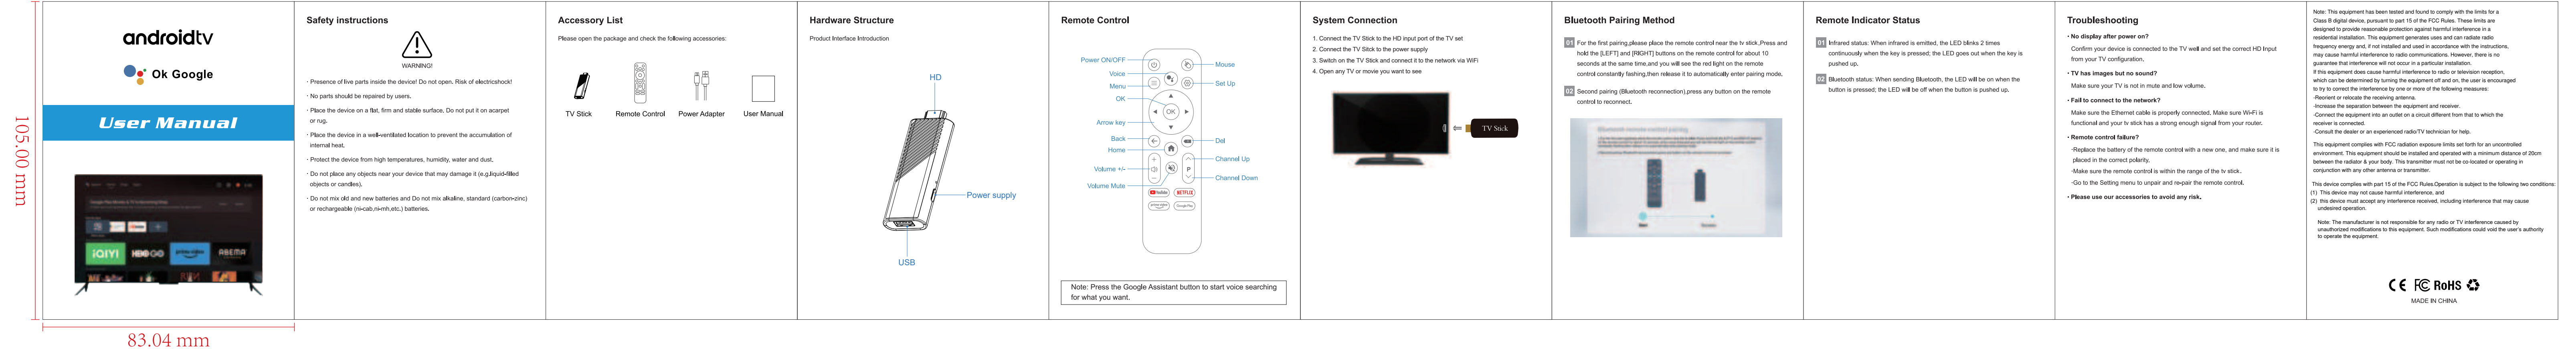 androidtv
Ok Google
User Manual
iQIYI
HBO GO
prime video
ABEMA
105.00 mm
83.04 mm
Safety instructions
WARNING!
· Presence of live parts inside the device! Do not open. Risk of electricshock!
· No parts should be repaired by users.
· Place the device on a flat, firm and stable surface, Do not put it on acarpet
or rug.
· Place the device in a well-ventilated location to prevent the accumulation of
internal heat.
· Protect the device from high temperatures, humidity, water and dust.
· Do not place any objects near your device that may damage it (e.g.liquid-filled
objects or candles).
· Do not mix old and new batteries and Do not mix alkaline, standard (carbon-zinc)
or rechargeable (ni-cab,ni-mh,etc.) batteries.
Accessory List
Please open the package and check the following accessories:
TV Stick
Remote Control
Power Adapter
User Manual
Hardware Structure
Product Interface Introduction
HD
Power supply
USB
Remote Control
Power ON/OFF
Voice
Menu
OK
Arrow key
Back
Home
Volume +/-
Volume Mute
Mouse
Set Up
Del
Channel Up
Channel Down
OK
P
YouTube
NETFLIX
prime video
Google Play
Note: Press the Google Assistant button to start voice searching
for what you want.
System Connection
1. Connect the TV Stick to the HD input port of the TV set
2. Connect the TV Sitck to the power supply
3. Switch on the TV Stick and connect it to the network via WiFi
4. Open any TV or movie you want to see
TV Stick
Bluetooth Pairing Method
01 For the first pairing,please place the remote control near the tv stick.Press and
hold the [LEFT] and [RIGHT] buttons on the remote control for about 10
seconds at the same time,and you will see the red light on the remote
control constantly fashing,then release it to automatically enter pairing mode.
02 Second pairing (Bluetooth reconnection),press any button on the remote
control to reconnect.
Bluetooth remote control pairing
Remote Indicator Status
01 Infrared status: When infrared is emitted, the LED blinks 2 times
continuously when the key is pressed; the LED goes out when the key is
pushed up.
02 Bluetooth status: When sending Bluetooth, the LED will be on when the
button is pressed; the LED will be off when the button is pushed up.
Troubleshooting
· No display after power on?
Comfirm your device is connected to the TV well and set the correct HD Input
from your TV configuration,
· TV has images but no sound?
Make sure your TV is not in mute and low volume.
· Fail to connect to the network?
Make sure the Ethernet cable is properly connected, Make sure Wi-Fi is
functional and your tv stick has a strong enough signal from your router.
· Remote control failure?
-Replace the battery of the remote control with a new one, and make sure it is
placed in the correct polarity.
-Make sure the remote control is within the range of the tv stick.
-Go to the Setting menu to unpair and re-pair the remote control.
· Please use our accessories to avoid any risk.
Note: This equipment has been tested and found to comply with the limits for a
Class B digital device, pursuant to part 15 of the FCC Rules. These limits are
designed to provide reasonable protection against harmful interference in a
residential installation. This equipment generates uses and can radiate radio
frequency energy and, if not installed and used in accordance with the instructions,
may cause harmful interference to radio communications. However, there is no
guarantee that interference will not occur in a particular installation.
If this equipment does cause harmful interference to radio or television reception,
which can be determined by turning the equipment off and on, the user is encouraged
to try to correct the interference by one or more of the following measures:
-Reorient or relocate the receiving antenna.
-Increase the separation between the equipment and receiver.
-Connect the equipment into an outlet on a circuit different from that to which the
receiver is connected.
-Consult the dealer or an experienced radio/TV technician for help.
This equipment complies with FCC radiation exposure limits set forth for an uncontrolled
environment. This equipment should be installed and operated with a minimum distance of 20cm
between the radiator & your body. This transmitter must not be co-located or operating in
conjunction with any other antenna or transmitter.
This device complies with part 15 of the FCC Rules.Operation is subject to the following two conditions:
(1) This device may not cause harmful interference, and
(2) this device must accept any interference received, including interference that may cause
undesired operation.
Note: The manufacturer is not responsible for any radio or TV interference caused by
unauthorized modifications to this equipment. Such modifications could void the user's authority
to operate the equipment.
CE FC RoHS
MADE IN CHINA